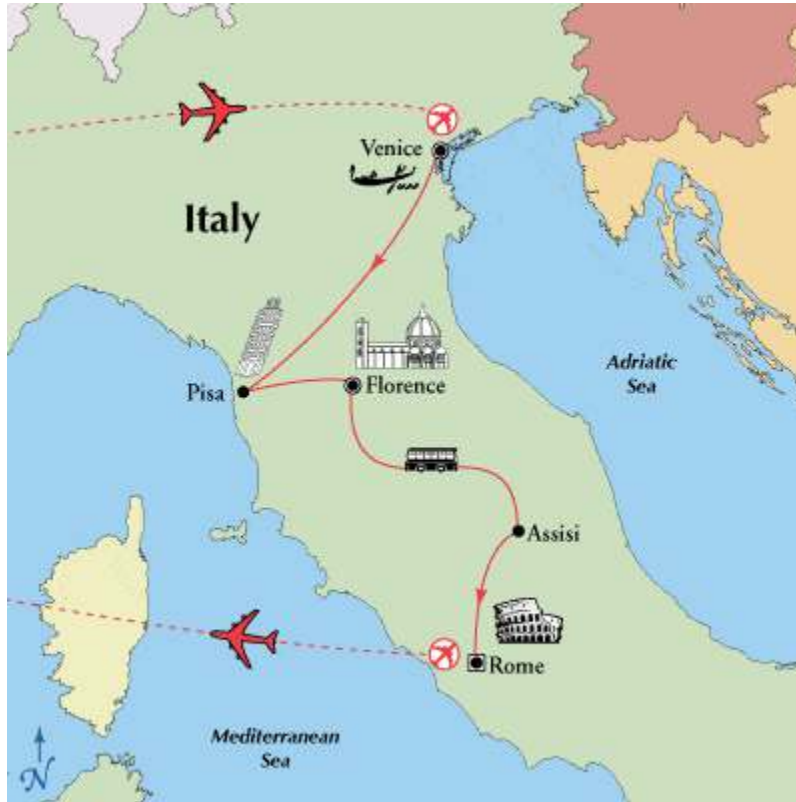 Venice
Italy
Adriatic
Sea
Pisa
Florence
Assisi
Rome
Mediterranean
Sea
N